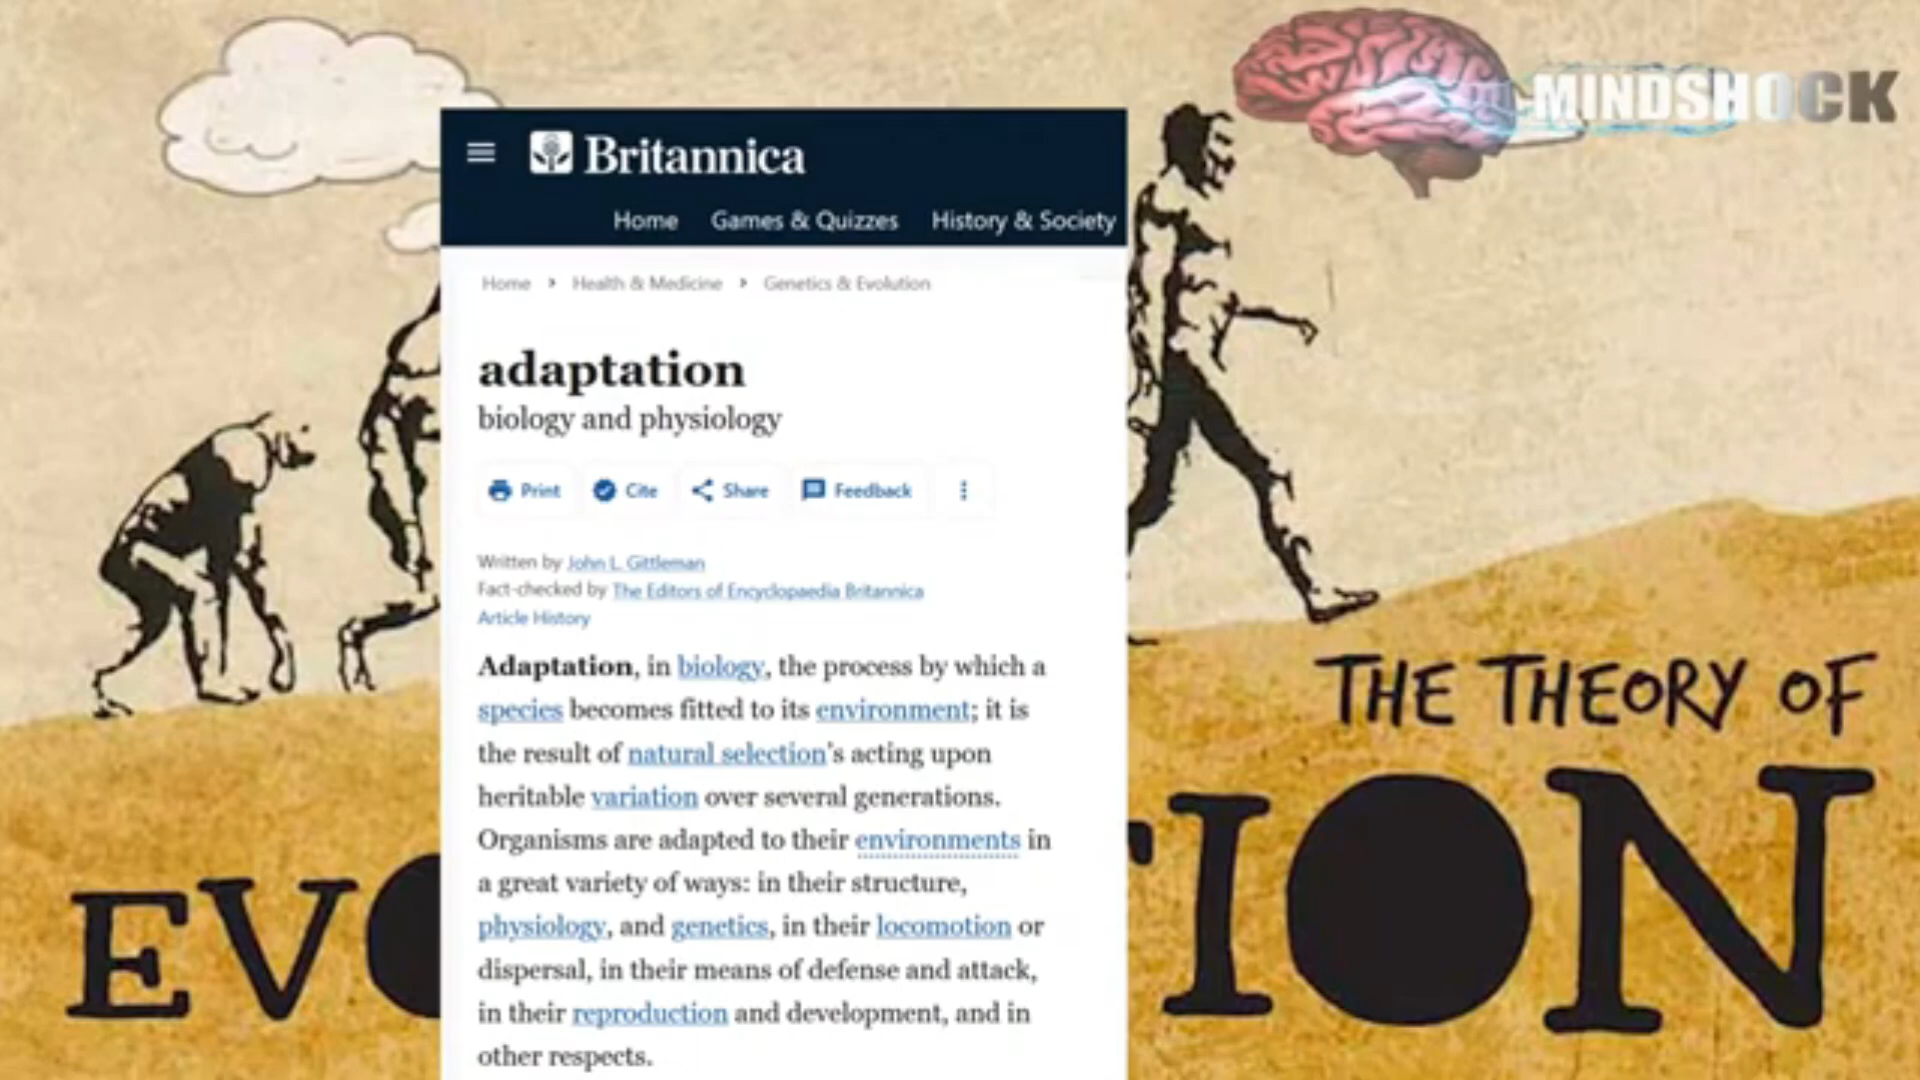 MINDSHOCK
Britannica
Home Games & Quizzes History & Society
Home > Health & Medicine > Genetics & Evolution
adaptation
biology and physiology
Print Cite Share Feedback
Written by John L. Gittleman
Fact-checked by The Editors of Encyclopaedia Britannica
Article History
Adaptation, in biology, the process by which a
species becomes fitted to its environment; it is
the result of natural selection's acting upon
heritable variation over several generations.
Organisms are adapted to their environments in
a great variety of ways: in their structure,
physiology, and genetics, in their locomotion or
dispersal, in their means of defense and attack,
in their reproduction and development, and in
other respects.
THE THEORY OF
EVO TION